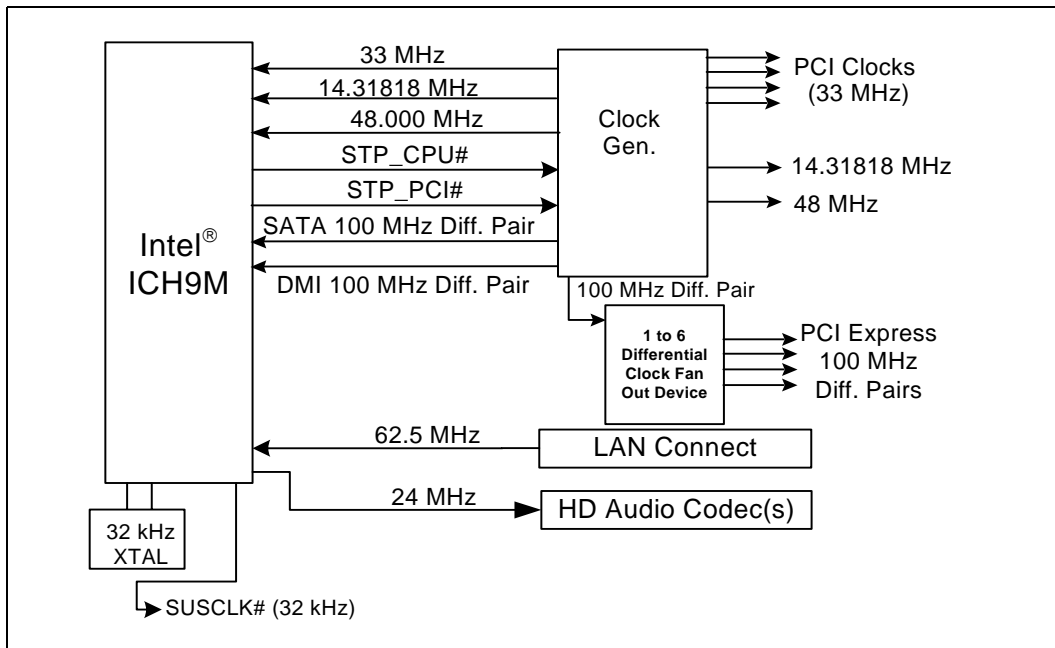 33 MHz
14.31818 MHz
48.000 MHz
STP_CPU#
STP_PCI#
SATA 100 MHz Diff. Pair
DMI 100 MHz Diff. Pair
Intel®
ICH9M
Clock
Gen.
PCI Clocks
(33 MHz)
14.31818 MHz
48 MHz
100 MHz Diff. Pair
1 to 6
Differential
Clock Fan
Out Device
PCI Express
100 MHz
Diff. Pairs
62.5 MHz
LAN Connect
24 MHz
HD Audio Codec(s)
32 kHz
XTAL
SUSCLK# (32 kHz)